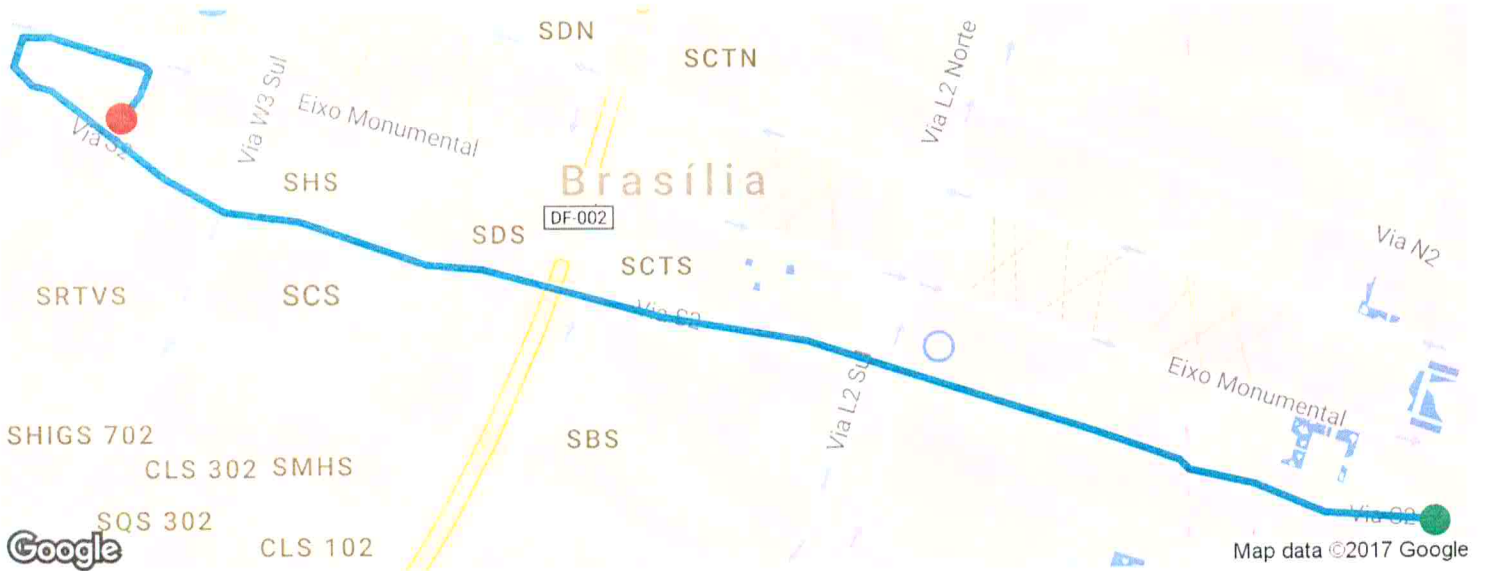 SDN
SCTN
Via L2 Norte
Via W3 Sul
Eixo Monumental
Via S2
SHS
Brasília
DF-002
SDS
SCTS
Via N2
SRTVS
SCS
Via S2
Via L2 Sul
Eixo Monumental
SHIGS 702
SBS
CLS 302
SMHS
SQS 302
CLS 102
Via S2
Google
Map data ©2017 Google